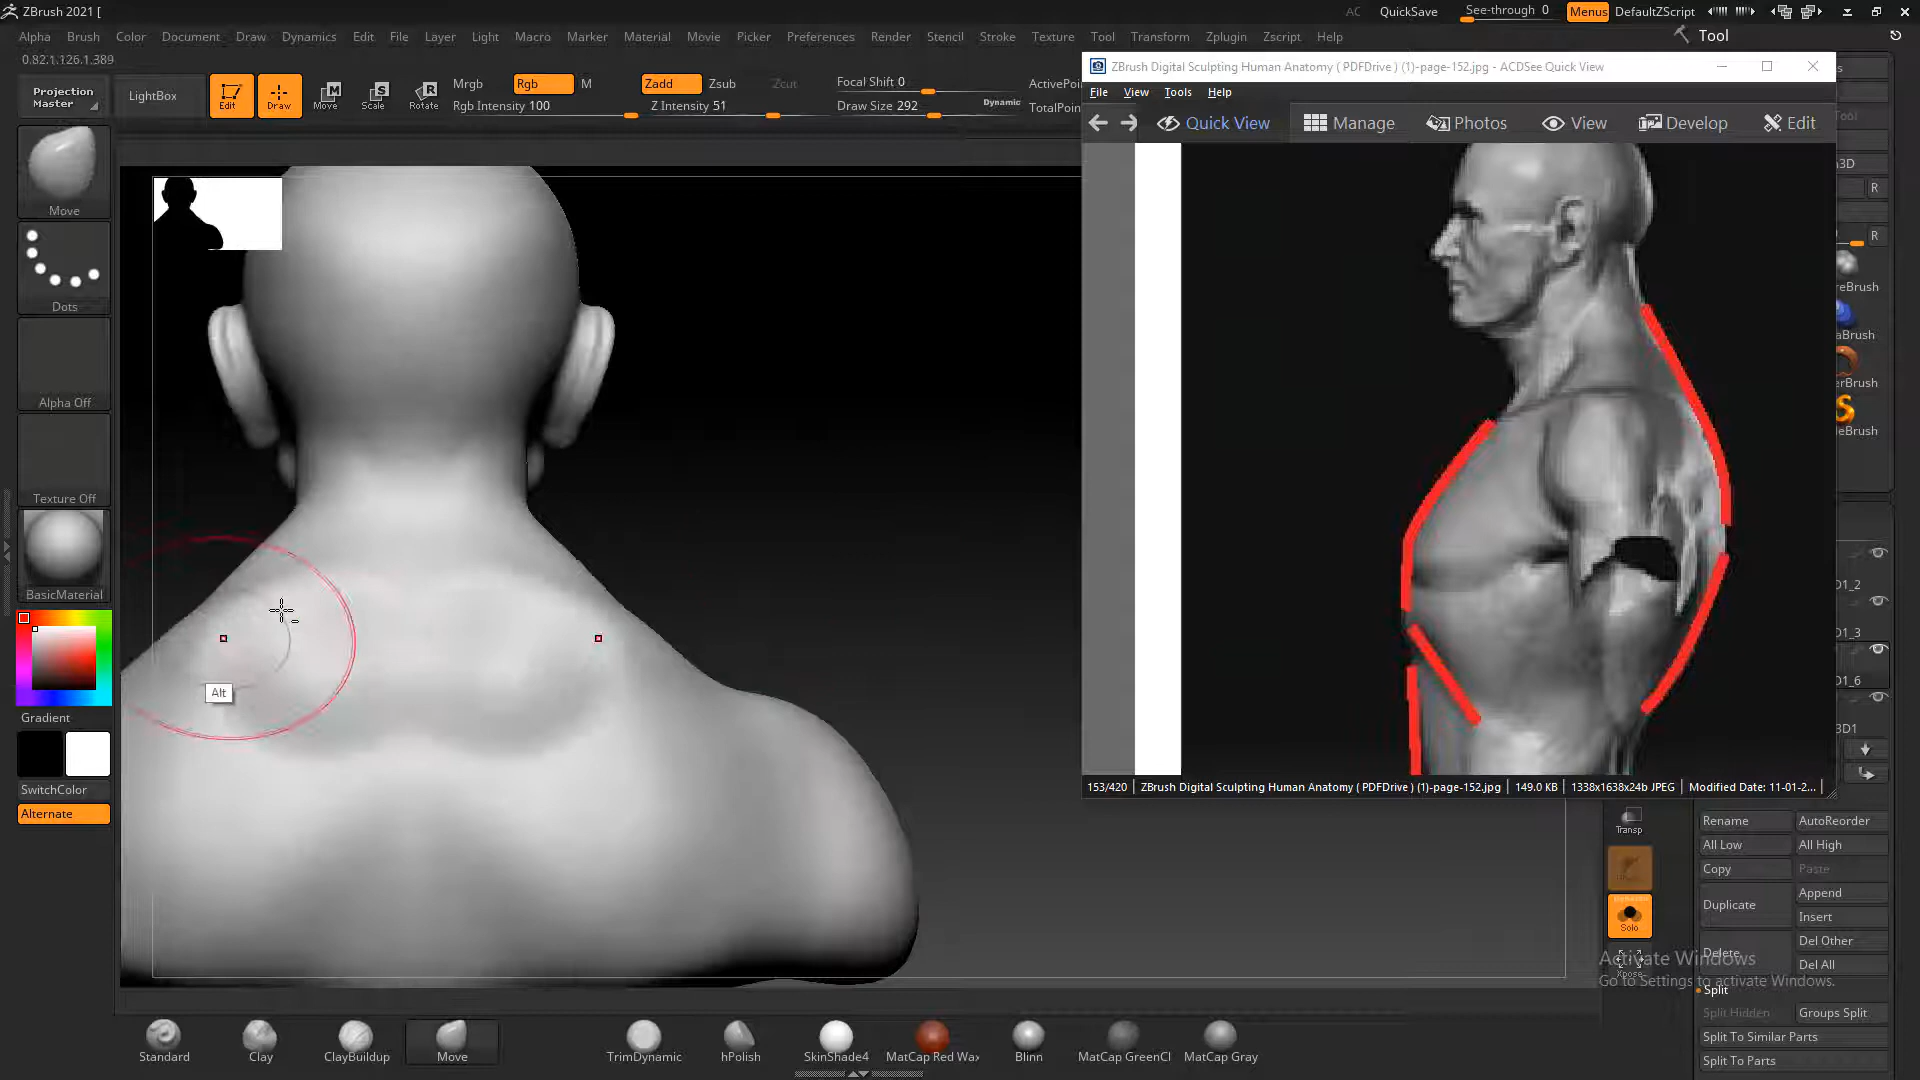 ZBrush 2021 [
AC QuickSave See-through 0 Menus DefaultZScript
Alpha Brush Color Document Draw Dynamics Edit File Layer Light Macro Marker Material Movie Picker Preferences Render Stencil Stroke Texture Tool Transform Zplugin Zscript Help
Tool
0.82.1.126.1.389
Projection
Master
LightBox
Edit Draw Move Scale Rotate
Mrgb Rgb M
Rgb Intensity 100
Zadd Zsub Zcut
Z Intensity 51
Focal Shift 0
Draw Size 292 Dynamic
ZBrush Digital Sculpting Human Anatomy ( PDFDrive ) (1)-page-152.jpg - ACDSee Quick View
File View Tools Help
Quick View Manage Photos View Develop Edit
R
R
Move
Dots
Alpha Off
Texture Off
BasicMaterial
Gradient
SwitchColor
Alternate
Alt
153/420 ZBrush Digital Sculpting Human Anatomy ( PDFDrive ) (1)-page-152.jpg 149.0 KB 1338x1638x24b JPEG Modified Date: 11-01-2...
Transp
Solo
Xpose
Rename AutoReorder
All Low All High
Copy Paste
Duplicate Append
Insert
Delete Del Other
Del All
Activate Windows
Go to Settings to activate Windows.
Split
Split Hidden Groups Split
Split To Similar Parts
Split To Parts
Standard Clay ClayBuildup Move TrimDynamic hPolish SkinShade4 MatCap Red Wax Blinn MatCap GreenCl MatCap Gray